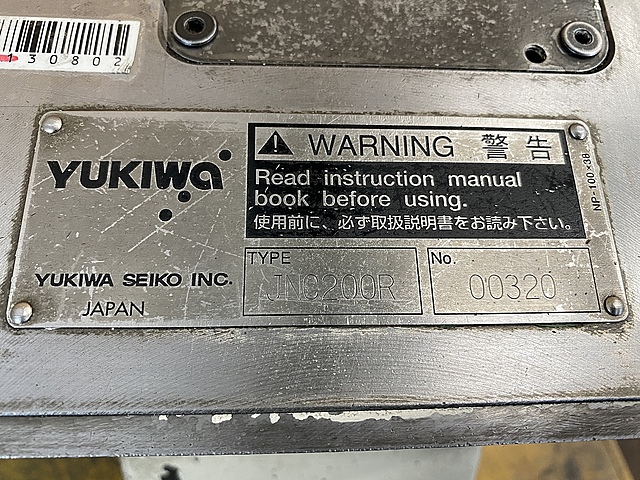 130802
YUKIWA
YUKIWA SEIKO INC.
JAPAN
WARNING 警告
Read instruction manual
book before using.
使用前に、必ず取扱説明書をお読み下さい。
NP-100×38
TYPE
JNC200R
No.
00320